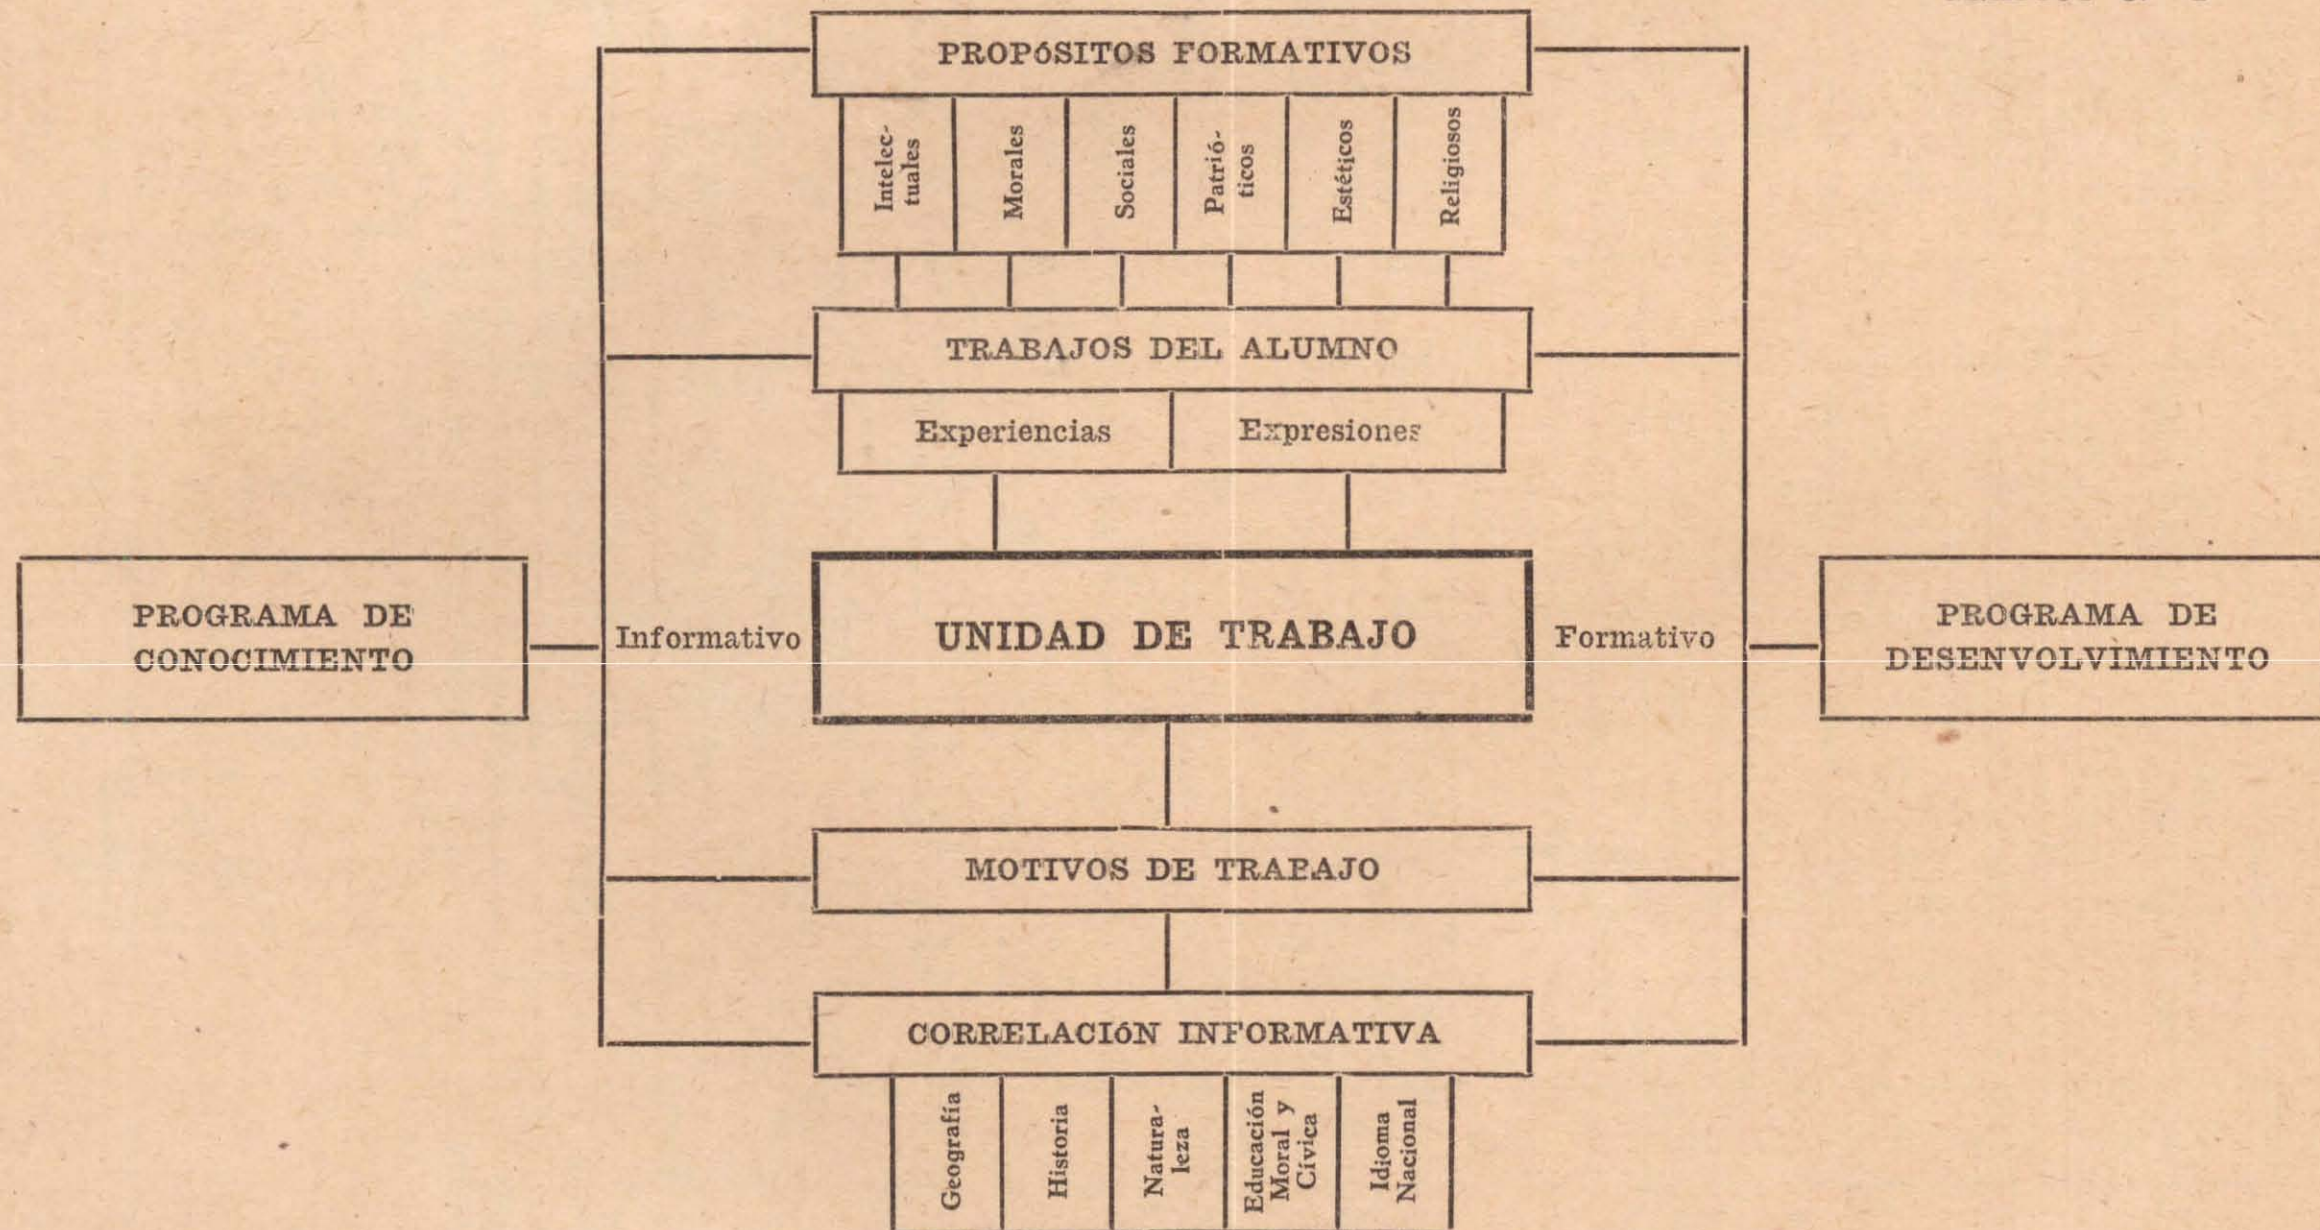 PROPÓSITOS FORMATIVOS
Intelec-
tuales
Morales
Sociales
Patrió-
ticos
Estéticos
Religiosos
TRABAJOS DEL ALUMNO
Experiencias
Expresiones
PROGRAMA DE
CONOCIMIENTO
Informativo
UNIDAD DE TRABAJO
Formativo
PROGRAMA DE
DESENVOLVIMIENTO
MOTIVOS DE TRABAJO
CORRELACIÓN INFORMATIVA
Geografía
Historia
Natura-
leza
Educación
Moral y
Cívica
Idioma
Nacional